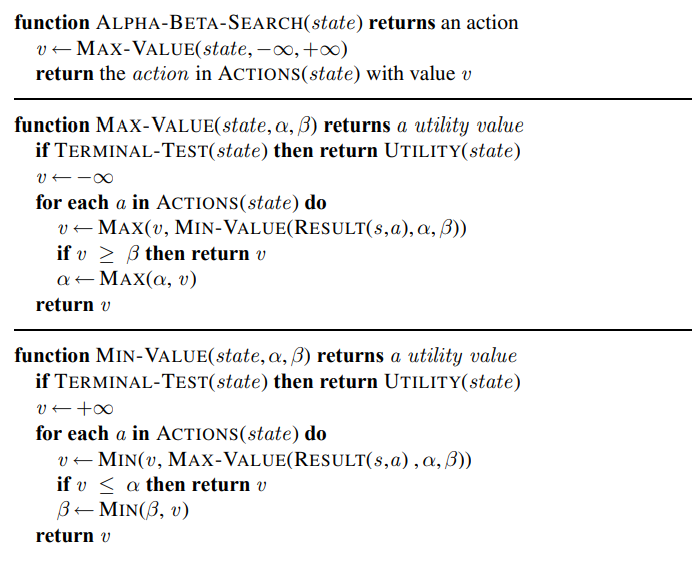 function ALPHA-BETA-SEARCH(state) returns an action
v ← MAX-VALUE(state, −∞, +∞)
return the action in ACTIONS(state) with value v
function MAX-VALUE(state, α, β) returns a utility value
if TERMINAL-TEST(state) then return UTILITY(state)
v ← −∞
for each a in ACTIONS(state) do
v ← MAX(v, MIN-VALUE(RESULT(s,a), α, β))
if v ≥ β then return v
α ← MAX(α, v)
return v
function MIN-VALUE(state, α, β) returns a utility value
if TERMINAL-TEST(state) then return UTILITY(state)
v ← +∞
for each a in ACTIONS(state) do
v ← MIN(v, MAX-VALUE(RESULT(s,a) , α, β))
if v ≤ α then return v
β ← MIN(β, v)
return v